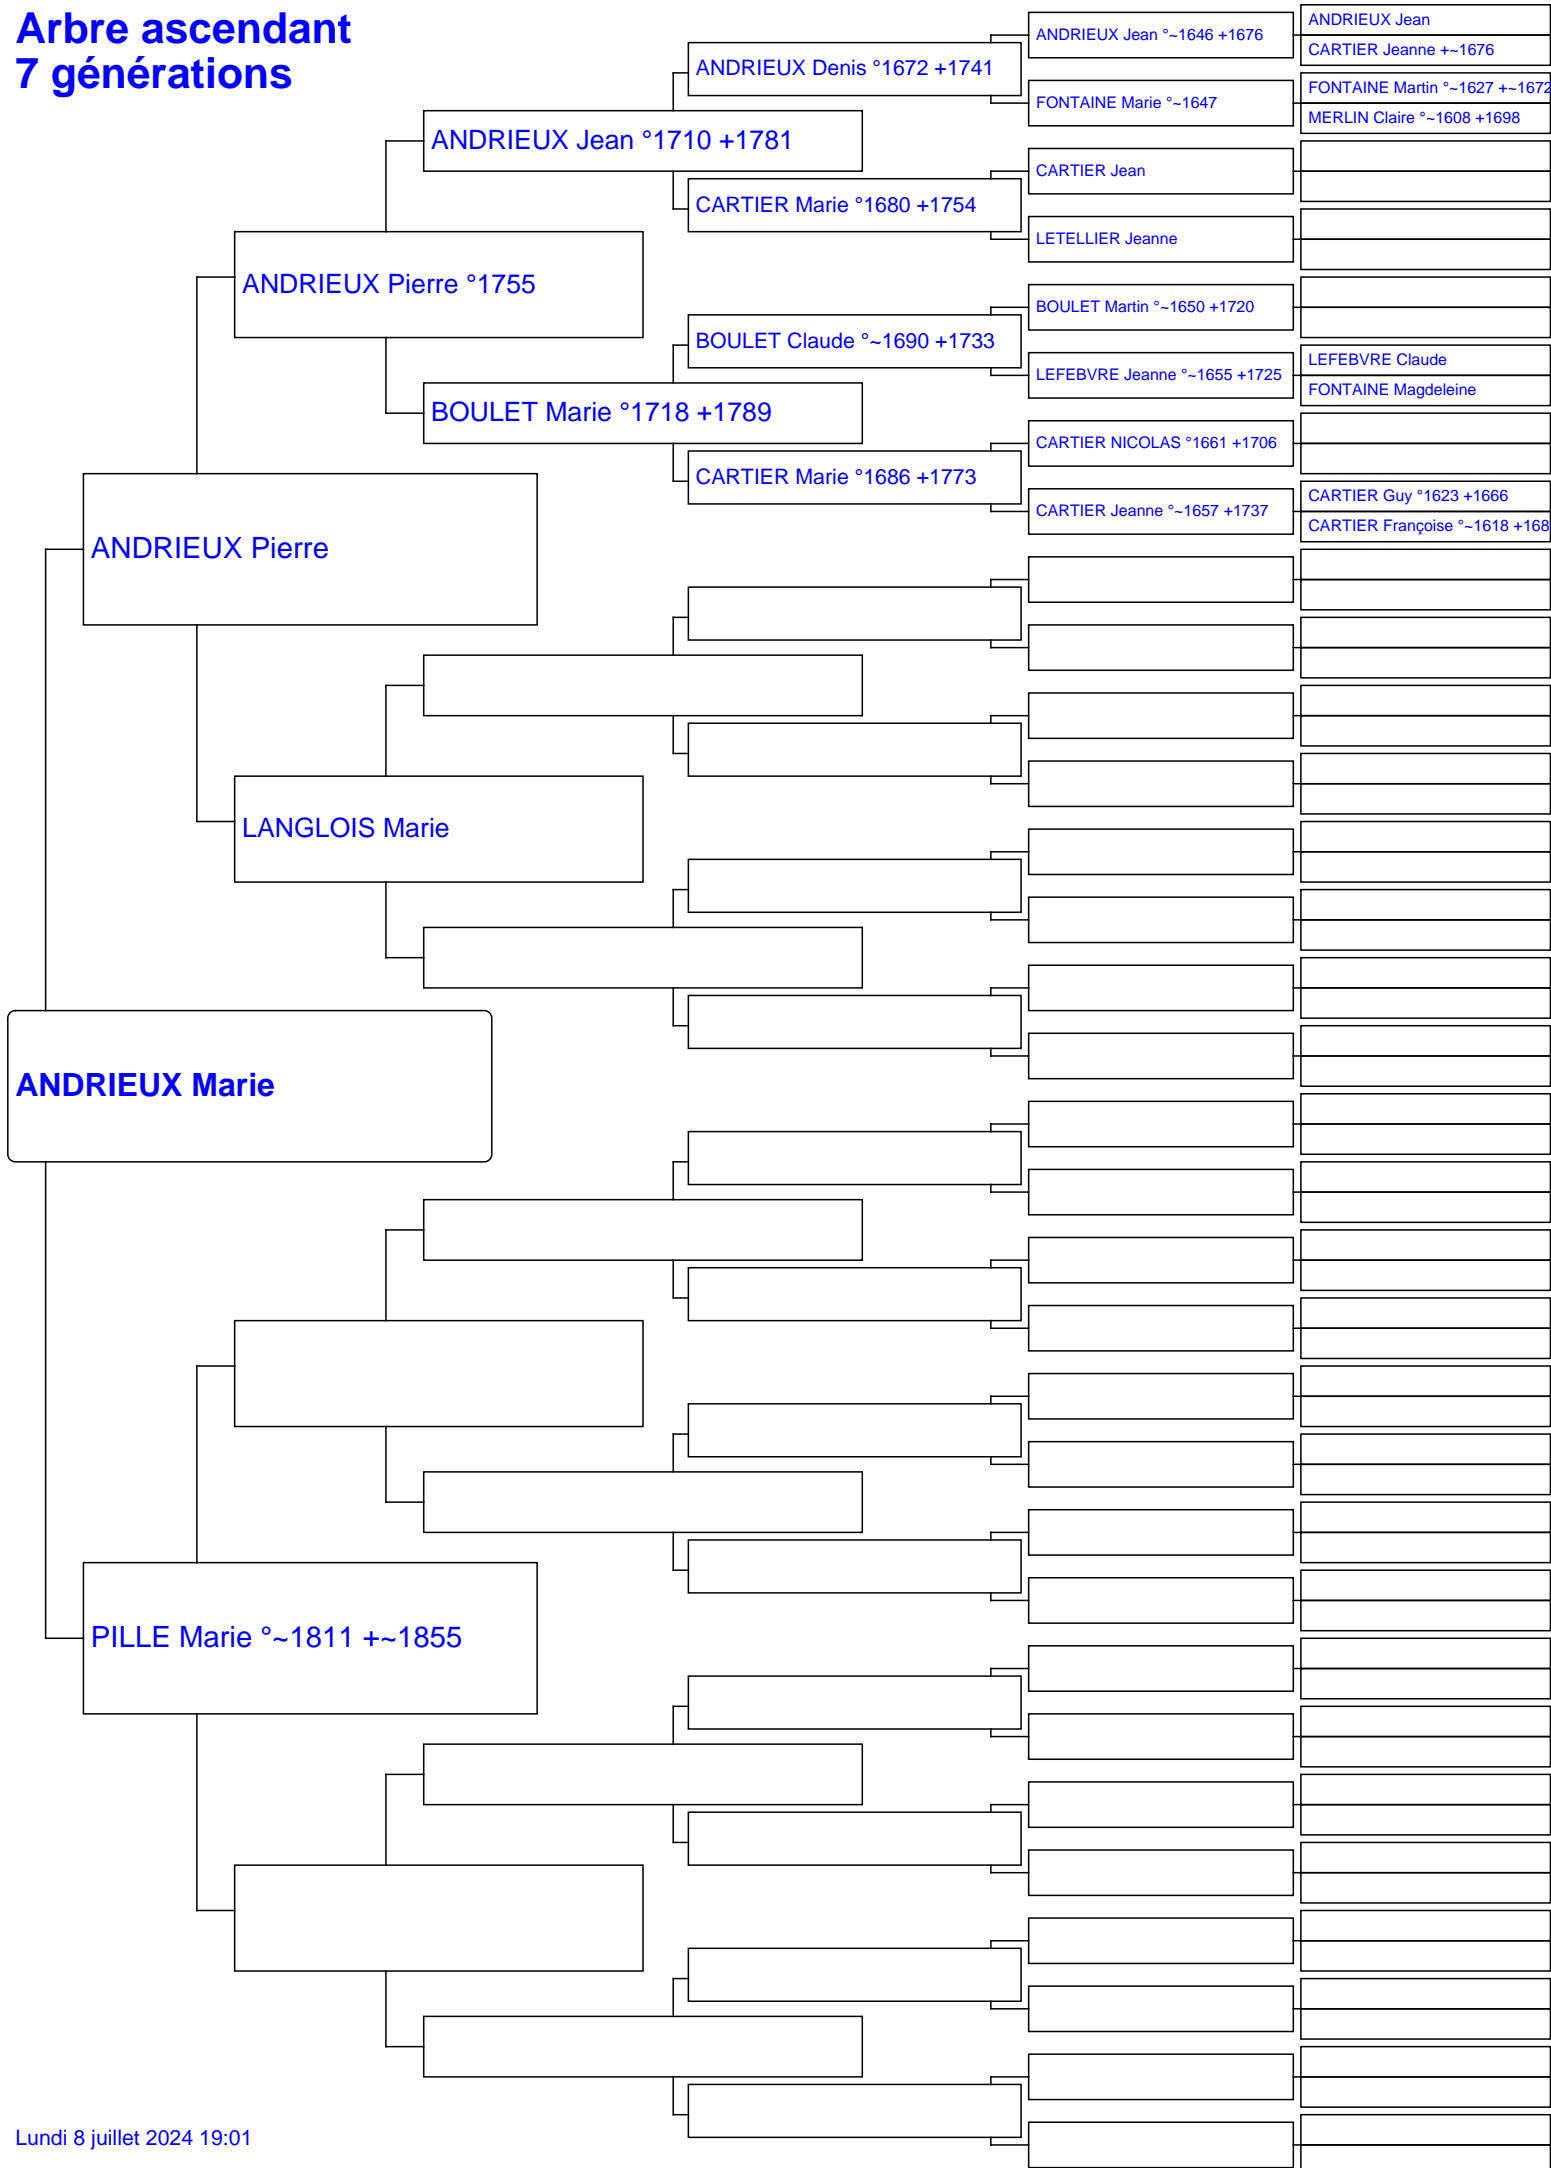 Arbre ascendant
7 générations
ANDRIEUX Marie
ANDRIEUX Pierre
PILLE Marie °~1811 +~1855
ANDRIEUX Pierre °1755
LANGLOIS Marie
ANDRIEUX Jean °1710 +1781
BOULET Marie °1718 +1789
ANDRIEUX Denis °1672 +1741
CARTIER Marie °1680 +1754
BOULET Claude °~1690 +1733
CARTIER Marie °1686 +1773
ANDRIEUX Jean °~1646 +1676
FONTAINE Marie °~1647
CARTIER Jean
LETELLIER Jeanne
BOULET Martin °~1650 +1720
LEFEBVRE Jeanne °~1655 +1725
CARTIER NICOLAS °1661 +1706
CARTIER Jeanne °~1657 +1737
ANDRIEUX Jean
CARTIER Jeanne +~1676
FONTAINE Martin °~1627 +~1672
MERLIN Claire °~1608 +1698
LEFEBVRE Claude
FONTAINE Magdeleine
CARTIER Guy °1623 +1666
CARTIER Françoise °~1618 +168
Lundi 8 juillet 2024 19:01